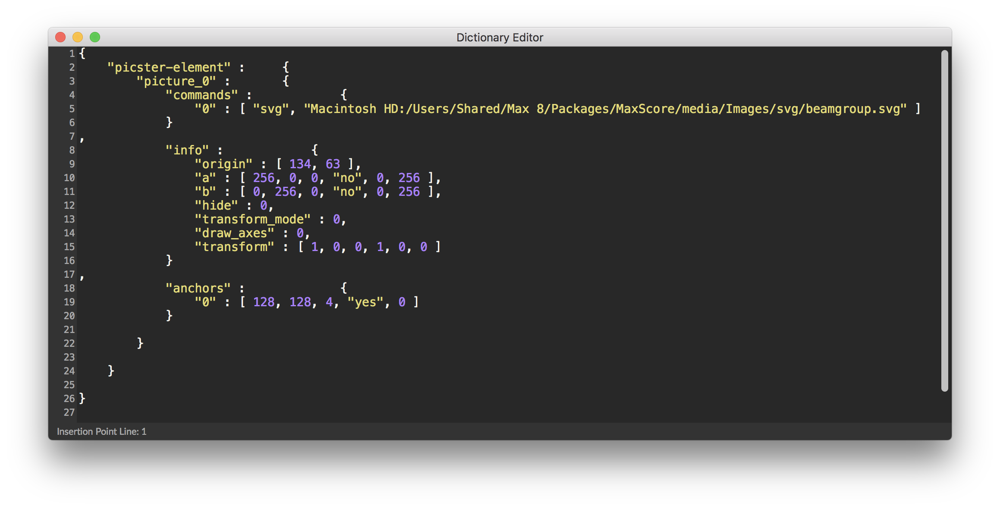 Dictionary Editor
1 {
2     "picster-element" :     {
3         "picture_0" :       {
4             "commands" :            {
5                 "0" : [ "svg", "Macintosh HD:/Users/Shared/Max 8/Packages/MaxScore/media/Images/svg/beamgroup.svg" ]
6             }
7 ,
8             "info" :            {
9                 "origin" : [ 134, 63 ],
10                 "a" : [ 256, 0, 0, "no", 0, 256 ],
11                 "b" : [ 0, 256, 0, "no", 0, 256 ],
12                 "hide" : 0,
13                 "transform_mode" : 0,
14                 "draw_axes" : 0,
15                 "transform" : [ 1, 0, 0, 1, 0, 0 ]
16             }
17 ,
18             "anchors" :             {
19                 "0" : [ 128, 128, 4, "yes", 0 ]
20             }
21
22         }
23
24     }
25
26 }
27
Insertion Point Line: 1